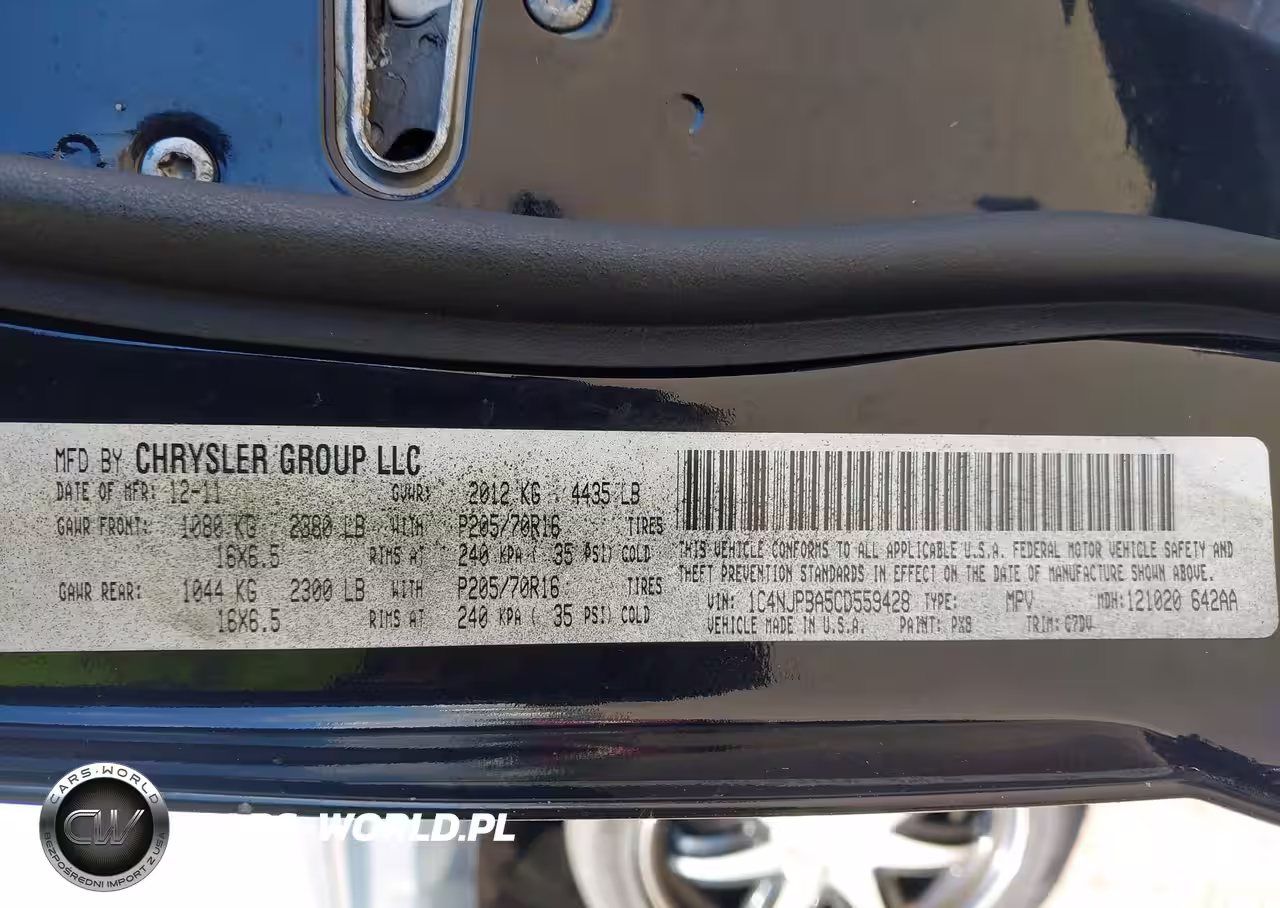 MFD BY CHRYSLER GROUP LLC
DATE OF MFR: 12-11 GVWR: 2012 KG 4435 LB
GAWR FRONT: 1080 KG 2380 LB WITH P205/70R16 TIRES
16X6.5 RIMS AT 240 KPA ( 35 PSI) COLD
GAWR REAR: 1044 KG 2300 LB WITH P205/70R16 TIRES
16X6.5 RIMS AT 240 KPA ( 35 PSI) COLD
THIS VEHICLE CONFORMS TO ALL APPLICABLE U.S.A. FEDERAL MOTOR VEHICLE SAFETY AND
THEFT PREVENTION STANDARDS IN EFFECT ON THE DATE OF MANUFACTURE SHOWN ABOVE.
VIN: 1C4NJPBA5CD559428 TYPE: MPV MDH: 121020 642AA
VEHICLE MADE IN U.S.A. PAINT: PX8 TRIM: G7DV
CARS-WORLD
CW
BEZPOŚREDNI IMPORT Z USA
CARS-WORLD.PL